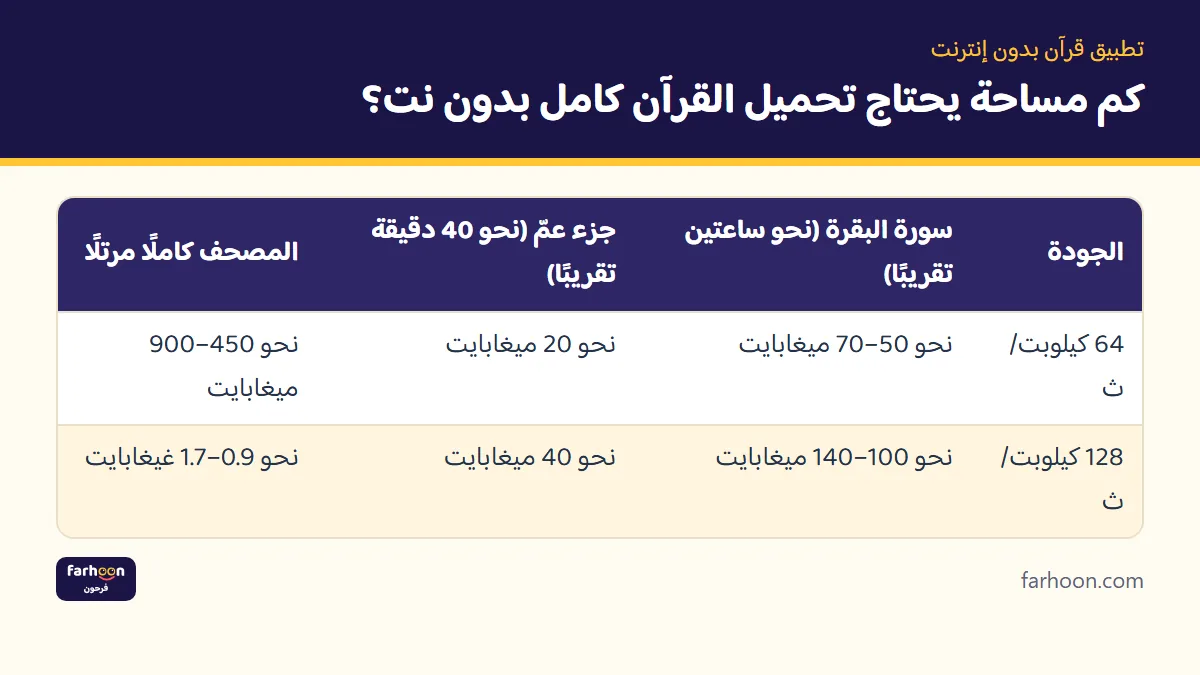 تطبيق قرآن بدون إنترنت
كم مساحة يحتاج تحميل القرآن كامل بدون نت؟
الجودة
سورة البقرة (نحو ساعتين
تقريبًا)
جزء عمّ (نحو 40 دقيقة
تقريبًا)
المصحف كاملًا مرتلًا
64 كيلوبت/
ث
نحو 50–70 ميغابايت
نحو 20 ميغابايت
نحو 450–900
ميغابايت
128 كيلوبت/
ث
نحو 100–140 ميغابايت
نحو 40 ميغابايت
نحو 0.9–1.7 غيغابايت
farhoon
فرحون
farhoon.com